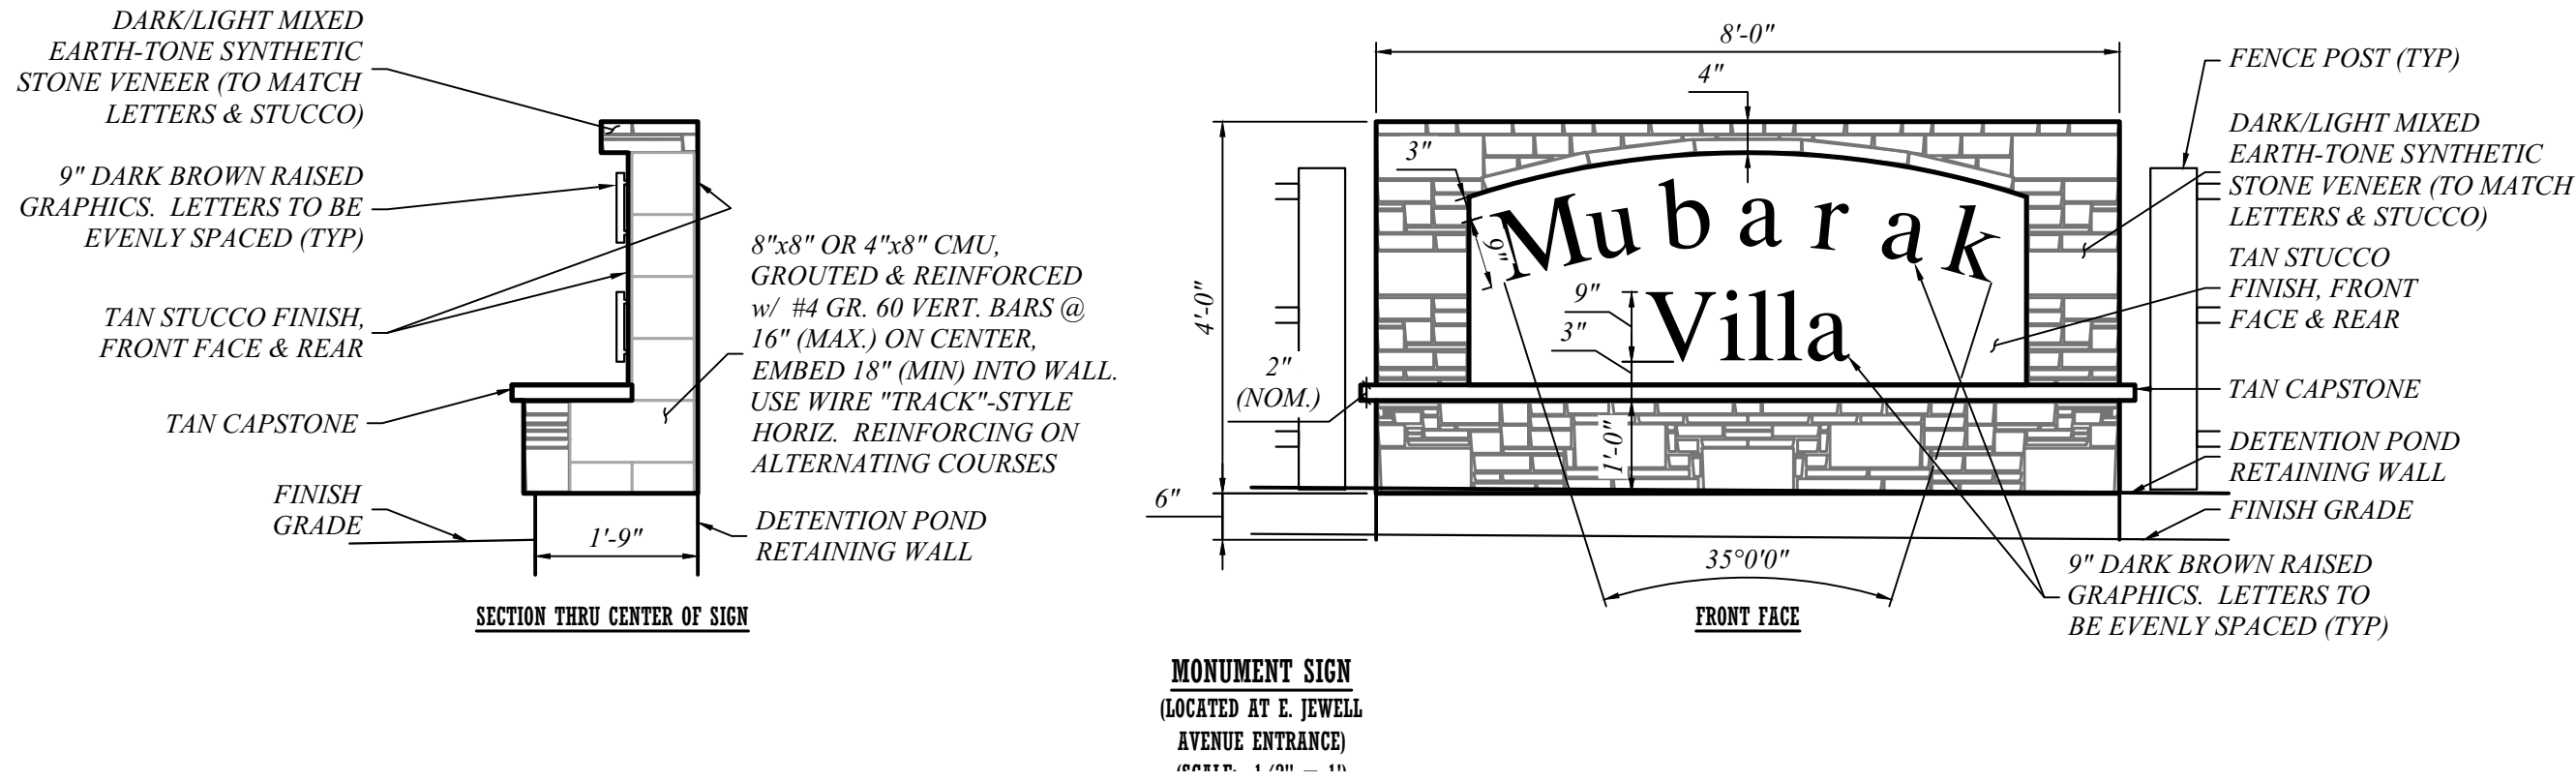 DARK/LIGHT MIXED
EARTH-TONE SYNTHETIC
STONE VENEER (TO MATCH
LETTERS & STUCCO)
9" DARK BROWN RAISED
GRAPHICS. LETTERS TO BE
EVENLY SPACED (TYP)
TAN STUCCO FINISH,
FRONT FACE & REAR
TAN CAPSTONE
FINISH
GRADE
8"x8" OR 4"x8" CMU,
GROUTED & REINFORCED
w/ #4 GR. 60 VERT. BARS @
16" (MAX.) ON CENTER,
EMBED 18" (MIN) INTO WALL.
USE WIRE "TRACK"-STYLE
HORIZ. REINFORCING ON
ALTERNATING COURSES
1'-9"
DETENTION POND
RETAINING WALL
SECTION THRU CENTER OF SIGN
8'-0"
4"
3"
9"
4'-0"
Mubarak
Villa
9"
3"
2"
(NOM.)
1'-0"
6"
35°0'0"
FRONT FACE
FENCE POST (TYP)
DARK/LIGHT MIXED
EARTH-TONE SYNTHETIC
STONE VENEER (TO MATCH
LETTERS & STUCCO)
TAN STUCCO
FINISH, FRONT
FACE & REAR
TAN CAPSTONE
DETENTION POND
RETAINING WALL
FINISH GRADE
9" DARK BROWN RAISED
GRAPHICS. LETTERS TO
BE EVENLY SPACED (TYP)
MONUMENT SIGN
(LOCATED AT E. JEWELL
AVENUE ENTRANCE)
(SCALE: 1/2" = 1')